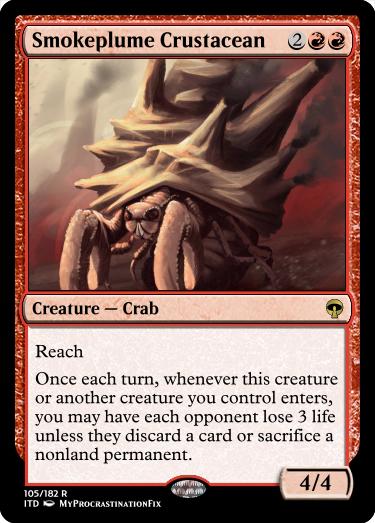 Smokeplume Crustacean 2
Creature — Crab
Reach
Once each turn, whenever this creature
or another creature you control enters,
you may have each opponent lose 3 life
unless they discard a card or sacrifice a
nonland permanent.
4/4
105/182 R
ITD MyProcrastinationFix